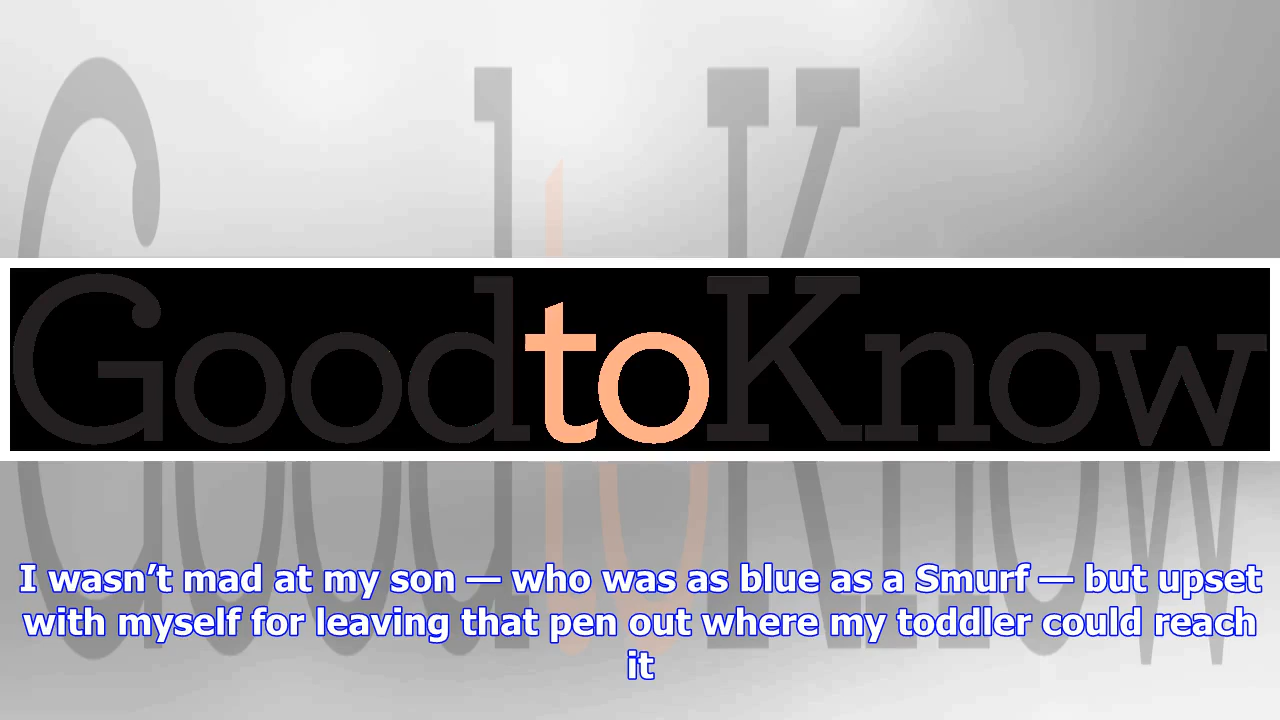 GoodtoKnow
I wasn’t mad at my son — who was as blue as a Smurf — but upset
with myself for leaving that pen out where my toddler could reach
it